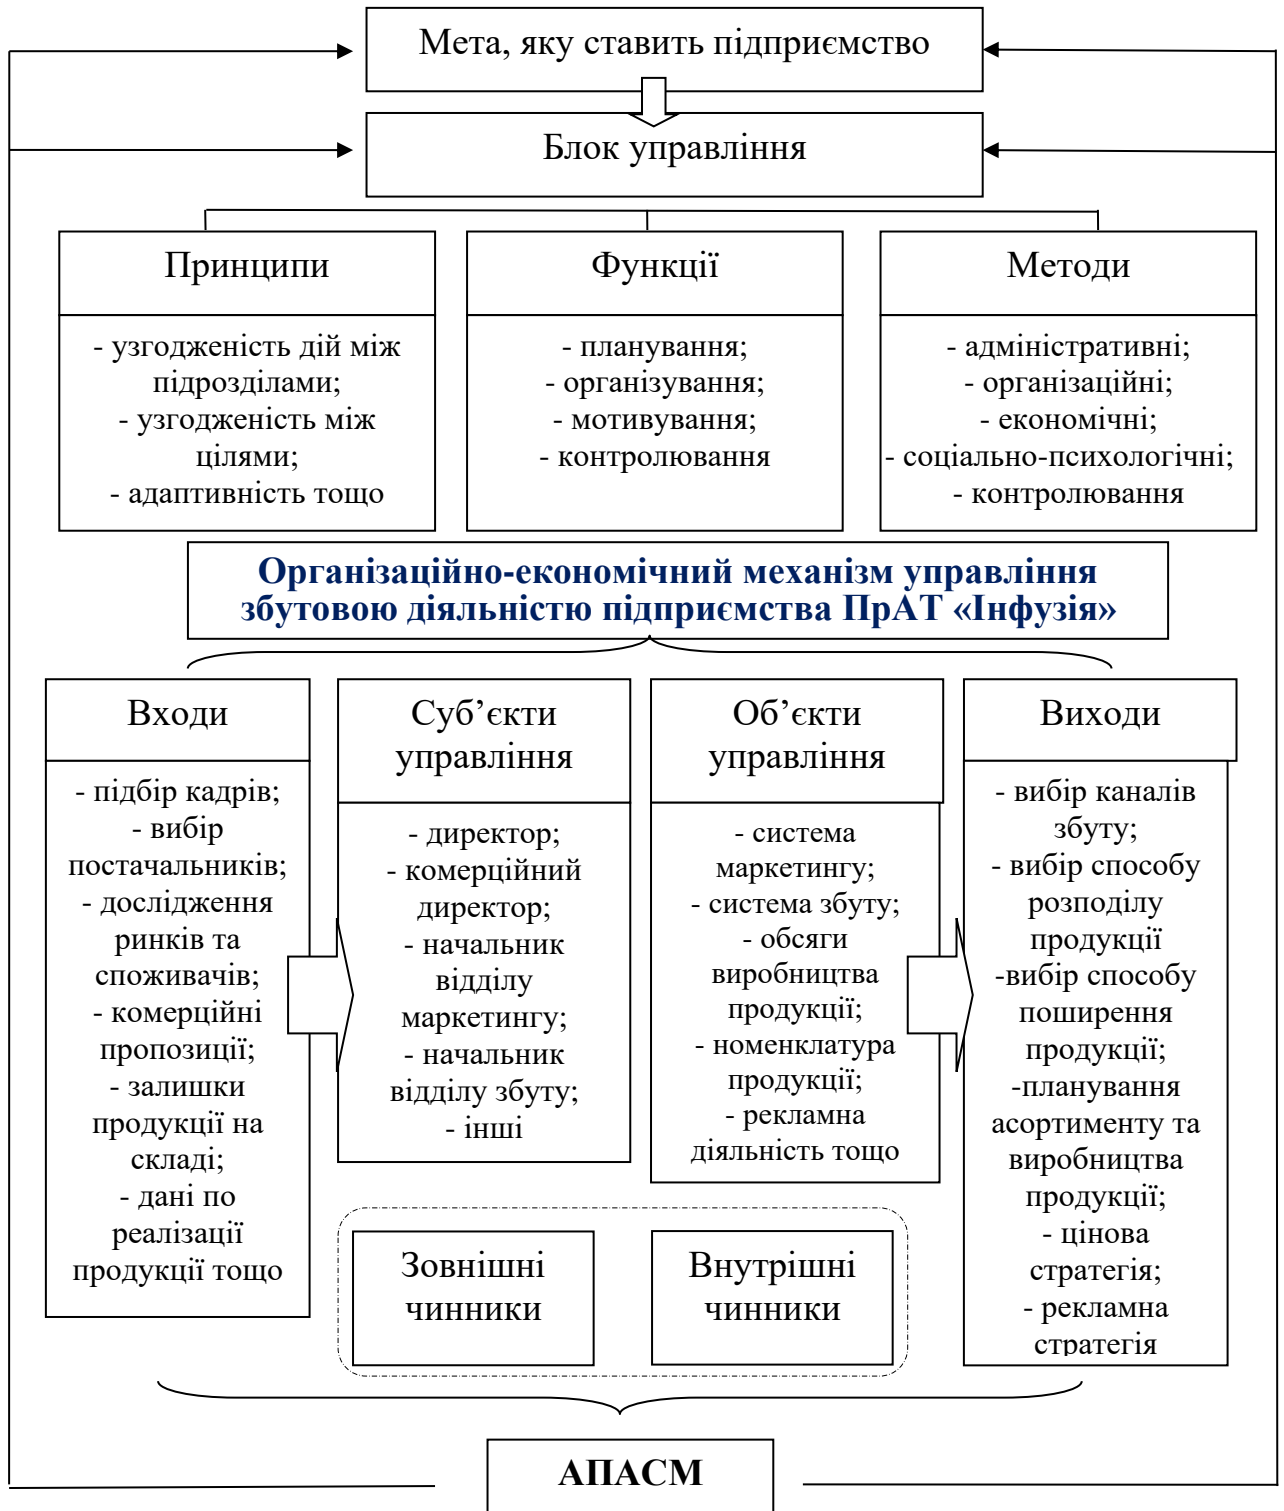 Мета, яку ставить підприємство
Блок управління
Принципи
- узгодженість дій між
підрозділами;
- узгодженість між
цілями;
- адаптивність тощо
Функції
- планування;
- організування;
- мотивування;
- контролювання
Методи
- адміністративні;
- організаційні;
- економічні;
- соціально-психологічні;
- контролювання
Організаційно-економічний механізм управління
збутовою діяльністю підприємства ПрАТ «Інфузія»
Входи
- підбір кадрів;
- вибір
постачальників;
- дослідження
ринків та
споживачів;
- комерційні
пропозиції;
- залишки
продукції на
складі;
- дані по
реалізації
продукції тощо
Суб’єкти
управління
- директор;
- комерційний
директор;
- начальник
відділу
маркетингу;
- начальник
відділу збуту;
- інші
Об’єкти
управління
- система
маркетингу;
- система збуту;
- обсяги
виробництва
продукції;
- номенклатура
продукції;
- рекламна
діяльність тощо
Виходи
- вибір каналів
збуту;
- вибір способу
розподілу
продукції
-вибір способу
поширення
продукції;
-планування
асортименту та
виробництва
продукції;
- цінова
стратегія;
- рекламна
стратегія
Зовнішні
чинники
Внутрішні
чинники
АПАСМ